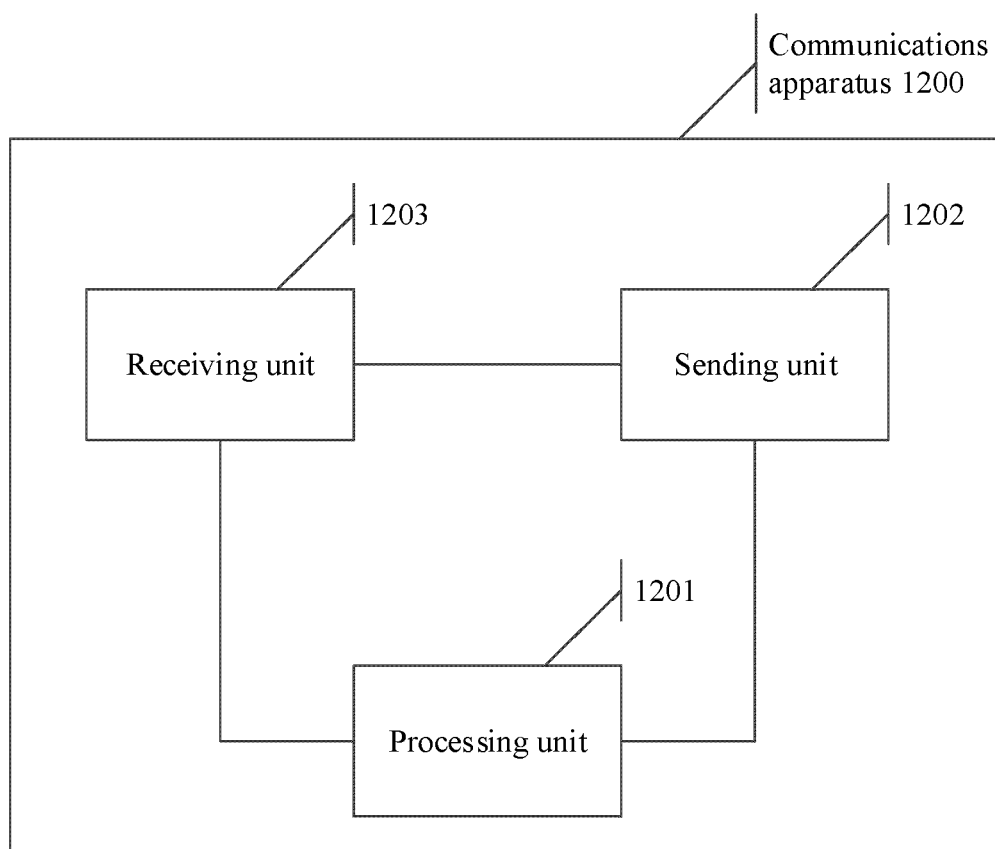 Communications
apparatus 1200
1203
1202
Receiving unit
Sending unit
1201
Processing unit